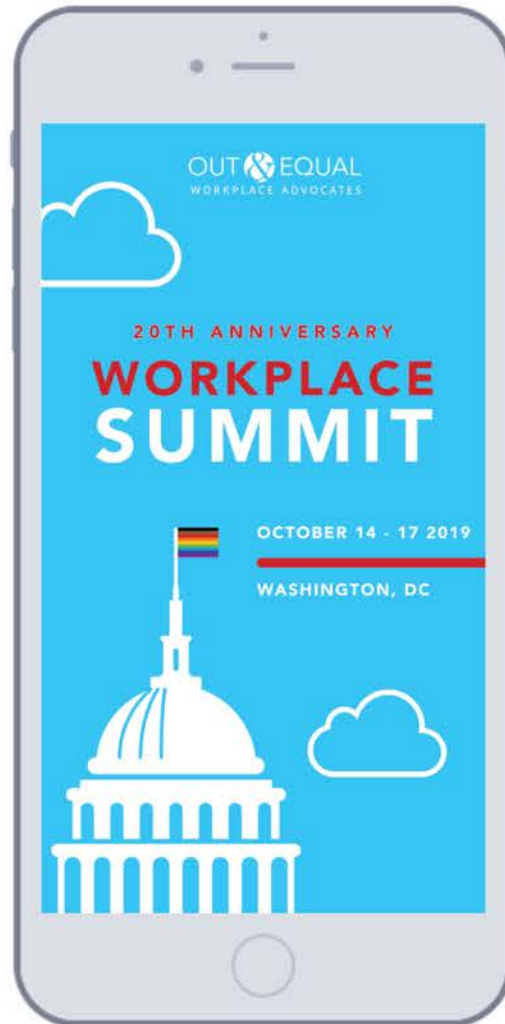 OUT & EQUAL
WORKPLACE ADVOCATES
20TH ANNIVERSARY
WORKPLACE
SUMMIT
OCTOBER 14 - 17 2019
WASHINGTON, DC